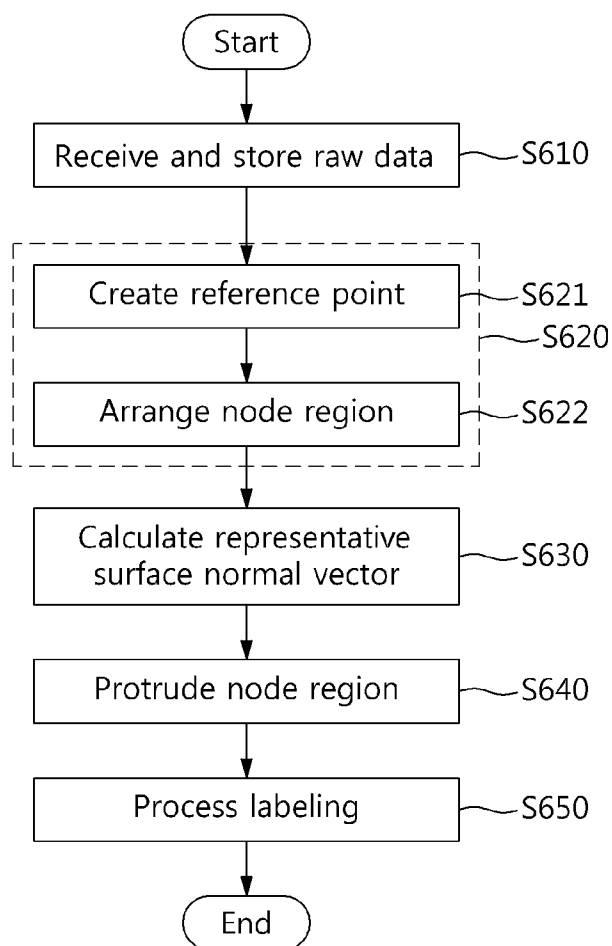 Start
Receive and store raw data
S610
Create reference point
S621
S620
Arrange node region
S622
Calculate representative
surface normal vector
S630
Protrude node region
S640
Process labeling
S650
End